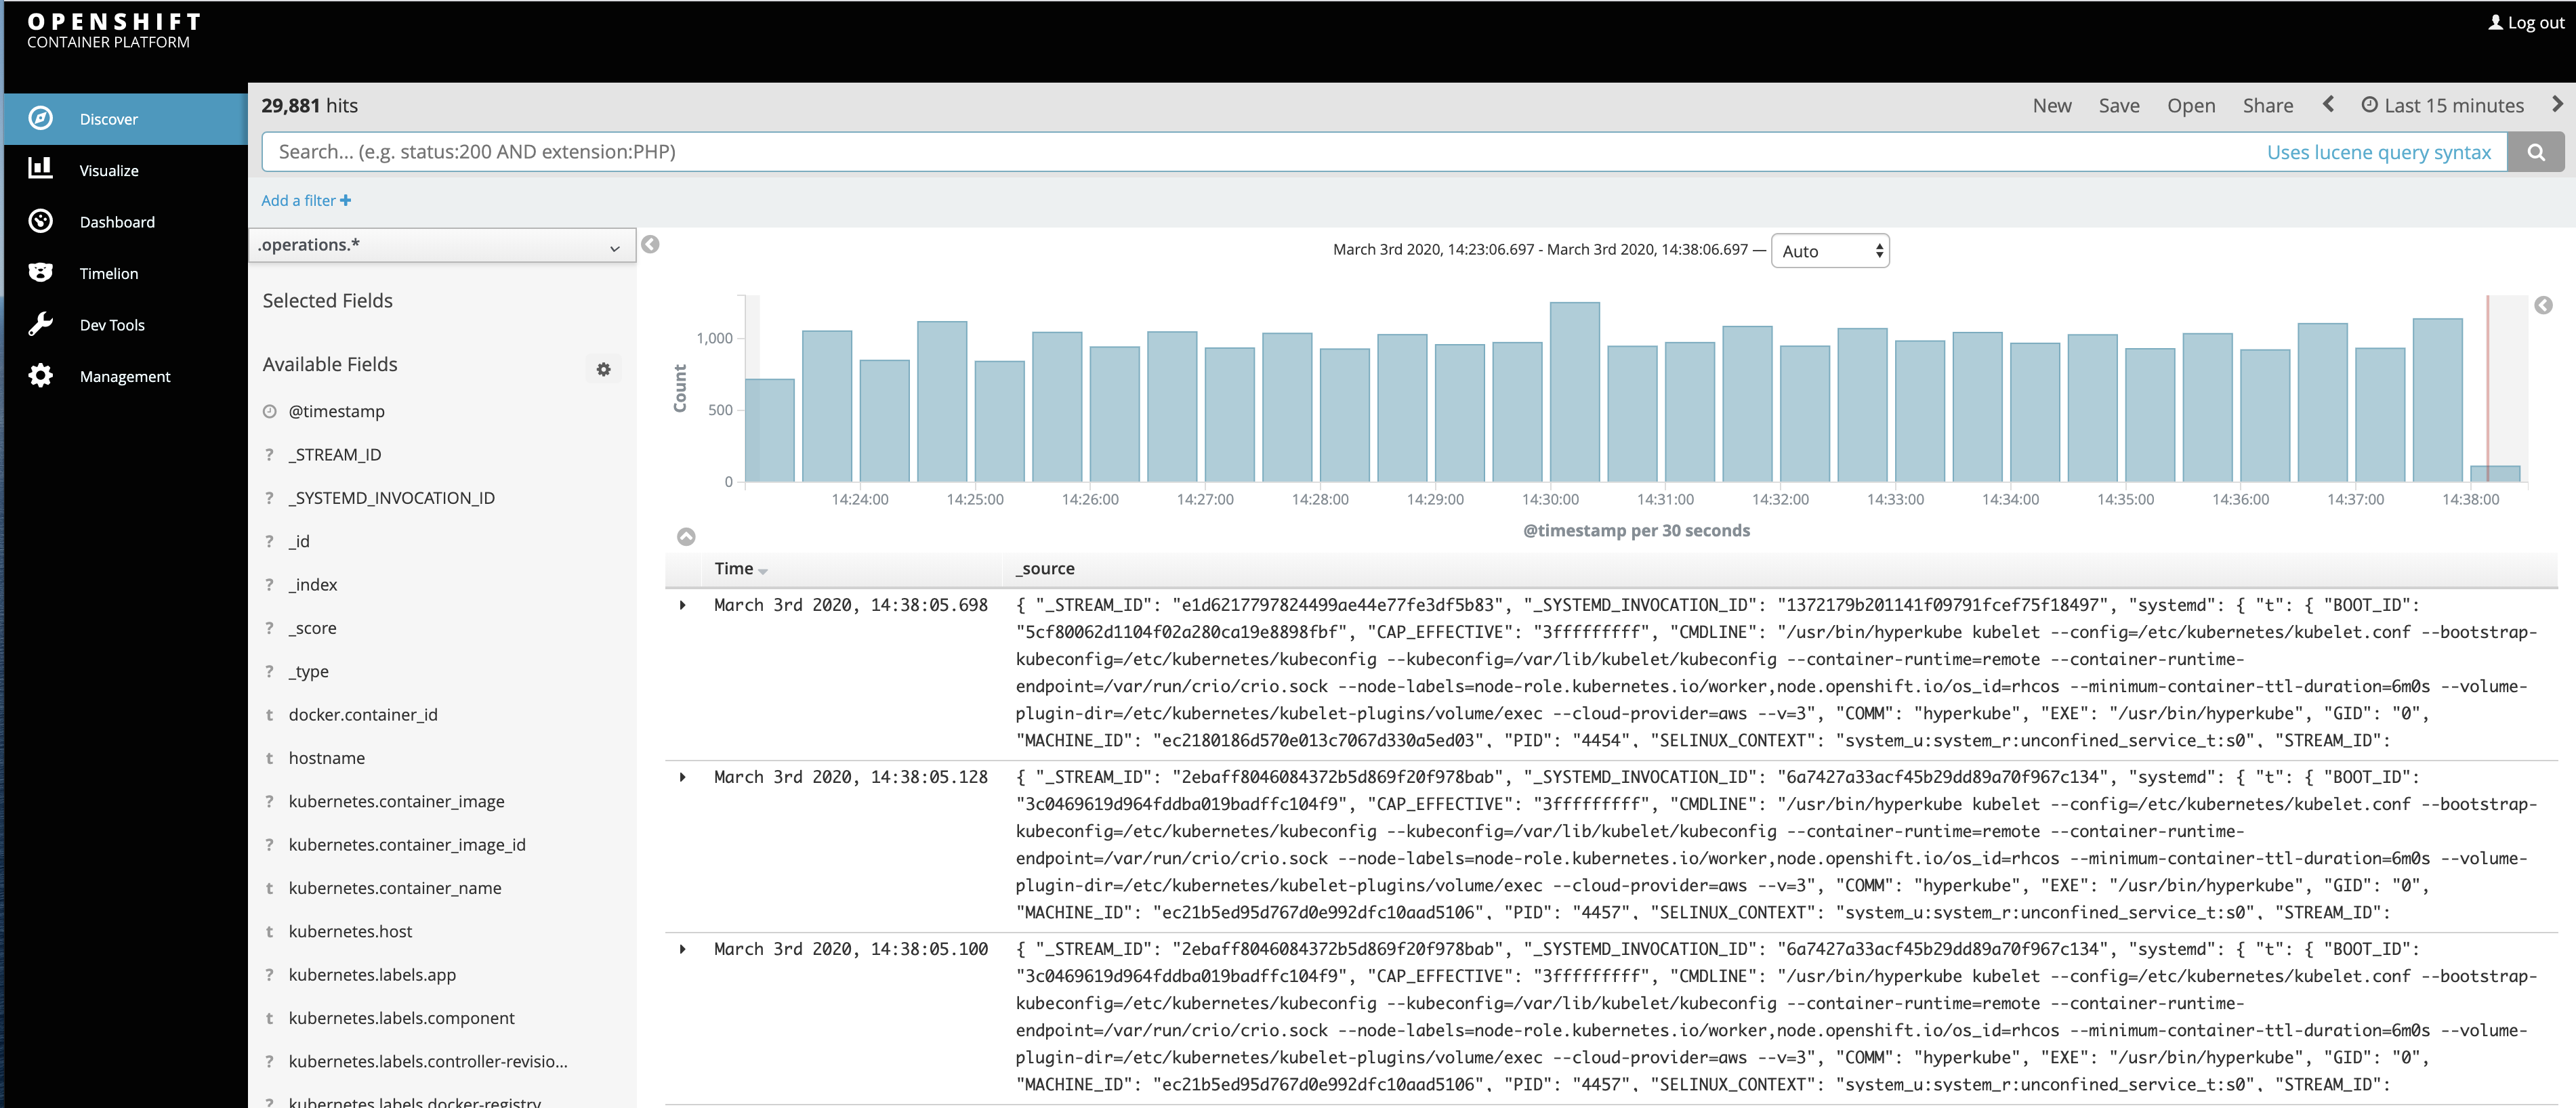 OPENSHIFT
CONTAINER PLATFORM
Log out
Discover
Visualize
Dashboard
Timelion
Dev Tools
Management
29,881 hits
New Save Open Share Last 15 minutes
Search... (e.g. status:200 AND extension:PHP) Uses lucene query syntax
Add a filter
.operations.*
Selected Fields
Available Fields
@timestamp
? _STREAM_ID
? _SYSTEMD_INVOCATION_ID
? _id
? _index
? _score
? _type
t docker.container_id
t hostname
? kubernetes.container_image
? kubernetes.container_image_id
t kubernetes.container_name
t kubernetes.host
? kubernetes.labels.app
t kubernetes.labels.component
? kubernetes.labels.controller-revisio...
? kubernetes.labels.docker-registry
March 3rd 2020, 14:23:06.697 - March 3rd 2020, 14:38:06.697 — Auto
Count
1,000
500
0
14:24:00 14:25:00 14:26:00 14:27:00 14:28:00 14:29:00 14:30:00 14:31:00 14:32:00 14:33:00 14:34:00 14:35:00 14:36:00 14:37:00 14:38:00
@timestamp per 30 seconds
Time _source
March 3rd 2020, 14:38:05.698 { "_STREAM_ID": "e1d6217797824499ae44e77fe3df5b83", "_SYSTEMD_INVOCATION_ID": "1372179b201141f09791fcef75f18497", "systemd": { "t": { "BOOT_ID":
"5cf80062d1104f02a280ca19e8898fbf", "CAP_EFFECTIVE": "3fffffffff", "CMDLINE": "/usr/bin/hyperkube kubelet --config=/etc/kubernetes/kubelet.conf --bootstrap-
kubeconfig=/etc/kubernetes/kubeconfig --kubeconfig=/var/lib/kubelet/kubeconfig --container-runtime=remote --container-runtime-
endpoint=/var/run/crio/crio.sock --node-labels=node-role.kubernetes.io/worker,node.openshift.io/os_id=rhcos --minimum-container-ttl-duration=6m0s --volume-
plugin-dir=/etc/kubernetes/kubelet-plugins/volume/exec --cloud-provider=aws --v=3", "COMM": "hyperkube", "EXE": "/usr/bin/hyperkube", "GID": "0",
"MACHINE_ID": "ec2180186d570e013c7067d330a5ed03", "PID": "4454", "SELINUX_CONTEXT": "system_u:system_r:unconfined_service_t:s0", "STREAM_ID":
March 3rd 2020, 14:38:05.128 { "_STREAM_ID": "2ebaff8046084372b5d869f20f978bab", "_SYSTEMD_INVOCATION_ID": "6a7427a33acf45b29dd89a70f967c134", "systemd": { "t": { "BOOT_ID":
"3c0469619d964fddba019badffc104f9", "CAP_EFFECTIVE": "3fffffffff", "CMDLINE": "/usr/bin/hyperkube kubelet --config=/etc/kubernetes/kubelet.conf --bootstrap-
kubeconfig=/etc/kubernetes/kubeconfig --kubeconfig=/var/lib/kubelet/kubeconfig --container-runtime=remote --container-runtime-
endpoint=/var/run/crio/crio.sock --node-labels=node-role.kubernetes.io/worker,node.openshift.io/os_id=rhcos --minimum-container-ttl-duration=6m0s --volume-
plugin-dir=/etc/kubernetes/kubelet-plugins/volume/exec --cloud-provider=aws --v=3", "COMM": "hyperkube", "EXE": "/usr/bin/hyperkube", "GID": "0",
"MACHINE_ID": "ec21b5ed95d767d0e992dfc10aad5106", "PID": "4457", "SELINUX_CONTEXT": "system_u:system_r:unconfined_service_t:s0", "STREAM_ID":
March 3rd 2020, 14:38:05.100 { "_STREAM_ID": "2ebaff8046084372b5d869f20f978bab", "_SYSTEMD_INVOCATION_ID": "6a7427a33acf45b29dd89a70f967c134", "systemd": { "t": { "BOOT_ID":
"3c0469619d964fddba019badffc104f9", "CAP_EFFECTIVE": "3fffffffff", "CMDLINE": "/usr/bin/hyperkube kubelet --config=/etc/kubernetes/kubelet.conf --bootstrap-
kubeconfig=/etc/kubernetes/kubeconfig --kubeconfig=/var/lib/kubelet/kubeconfig --container-runtime=remote --container-runtime-
endpoint=/var/run/crio/crio.sock --node-labels=node-role.kubernetes.io/worker,node.openshift.io/os_id=rhcos --minimum-container-ttl-duration=6m0s --volume-
plugin-dir=/etc/kubernetes/kubelet-plugins/volume/exec --cloud-provider=aws --v=3", "COMM": "hyperkube", "EXE": "/usr/bin/hyperkube", "GID": "0",
"MACHINE_ID": "ec21b5ed95d767d0e992dfc10aad5106", "PID": "4457", "SELINUX_CONTEXT": "system_u:system_r:unconfined_service_t:s0", "STREAM_ID":